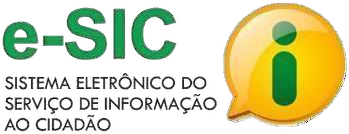 e-SIC
SISTEMA ELETRÔNICO DO
SERVIÇO DE INFORMAÇÃO
AO CIDADÃO
i